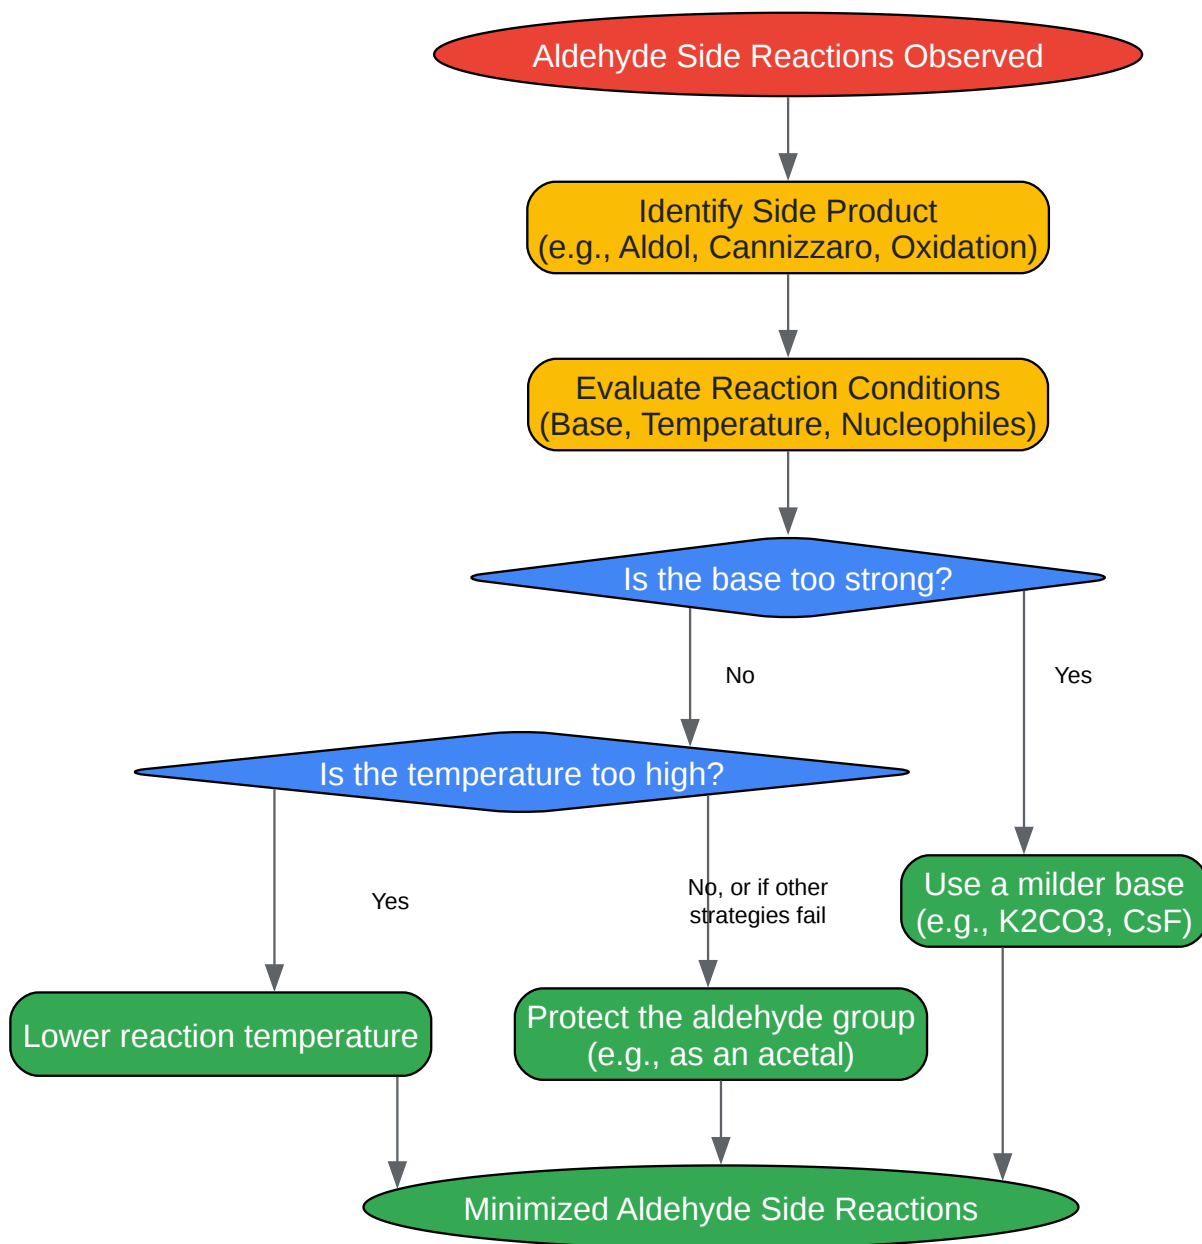 Aldehyde Side Reactions Observed
Identify Side Product
(e.g., Aldol, Cannizzaro, Oxidation)
Evaluate Reaction Conditions
(Base, Temperature, Nucleophiles)
Is the base too strong?
No
Yes
Is the temperature too high?
Yes
No, or if other
strategies fail
Use a milder base
(e.g., K2CO3, CsF)
Lower reaction temperature
Protect the aldehyde group
(e.g., as an acetal)
Minimized Aldehyde Side Reactions